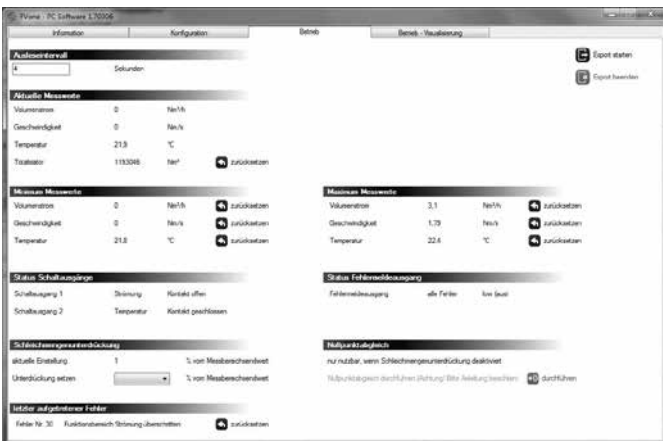 PC Software 1.70306
Information Konfiguration Betrieb Betrieb - Visualisierung
Ausleseintervall
4 Sekunden
Export starten
Export beenden
Aktuelle Messwerte
Volumenstrom 0 Nm³/h
Geschwindigkeit 0 Nm/s
Temperatur 21,9 °C
Totalisator 1193046 Nm³ zurücksetzen
Minimum Messwerte
Volumenstrom 0 Nm³/h zurücksetzen
Geschwindigkeit 0 Nm/s zurücksetzen
Temperatur 21,8 °C zurücksetzen
Maximum Messwerte
Volumenstrom 3,1 Nm³/h zurücksetzen
Geschwindigkeit 1,79 Nm/s zurücksetzen
Temperatur 22,4 °C zurücksetzen
Status Schaltausgänge
Schaltausgang 1 Strömung Kontakt offen
Schaltausgang 2 Temperatur Kontakt geschlossen
Status Fehlermeldeausgang
Fehlermeldeausgang alle Fehler low (aus)
Schleichmengenunterdrückung
aktuelle Einstellung 1 % vom Messbereichsendwert
Unterdrückung setzen % vom Messbereichsendwert
Nullpunktabgleich
nur nutzbar, wenn Schleichmengenunterdrückung deaktiviert
Nullpunktabgleich durchführen (Achtung! Bitte Anleitung beachten) durchführen
letzter aufgetretener Fehler
Fehler Nr. 30 Funktionsbereich Strömung überschritten zurücksetzen